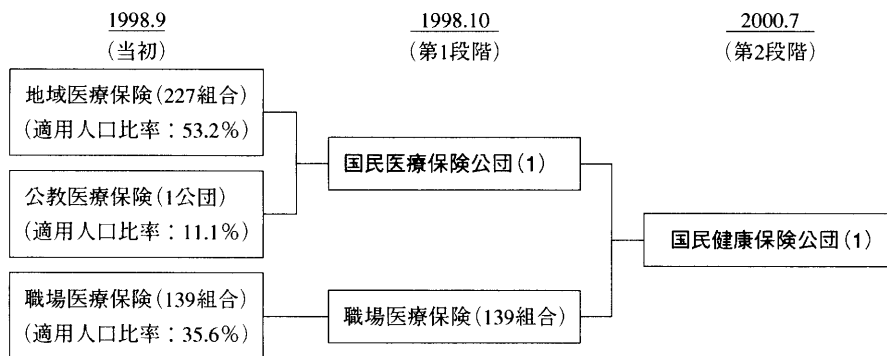 1998.9
(当初)
1998.10
(第1段階)
2000.7
(第2段階)
地域医療保険(227組合)
(適用人口比率:53.2%)
公教医療保険(1公団)
(適用人口比率:11.1%)
職場医療保険(139組合)
(適用人口比率:35.6%)
国民医療保険公団(1)
職場医療保険(139組合)
国民健康保険公団(1)